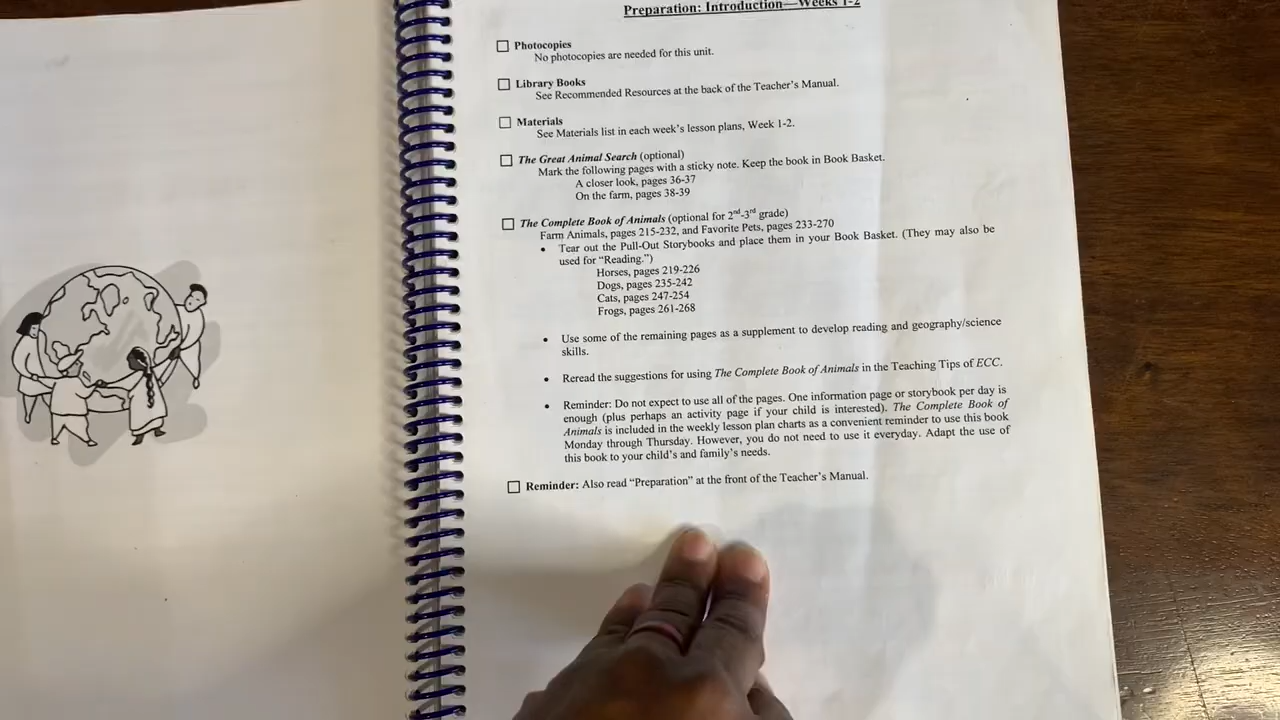 Preparation: Introduction—Weeks 1-2
Photocopies
No photocopies are needed for this unit.
Library Books
See Recommended Resources at the back of the Teacher's Manual.
Materials
See Materials list in each week's lesson plans, Week 1-2.
The Great Animal Search (optional)
Mark the following pages with a sticky note. Keep the book in Book Basket.
A closer look, pages 36-37
On the farm, pages 38-39
The Complete Book of Animals (optional for 2nd-3rd grade)
Farm Animals, pages 215-232, and Favorite Pets, pages 233-270
• Tear out the Pull-Out Storybooks and place them in your Book Basket. (They may also be
used for "Reading.")
Horses, pages 219-226
Dogs, pages 235-242
Cats, pages 247-254
Frogs, pages 261-268
• Use some of the remaining pages as a supplement to develop reading and geography/science
skills.
• Reread the suggestions for using The Complete Book of Animals in the Teaching Tips of ECC.
• Reminder: Do not expect to use all of the pages. One information page or storybook per day is
enough (plus perhaps an activity page if your child is interested). The Complete Book of
Animals is included in the weekly lesson plan charts as a convenient reminder to use this book
Monday through Thursday. However, you do not need to use it everyday. Adapt the use of
this book to your child's and family's needs.
Reminder: Also read "Preparation" at the front of the Teacher's Manual.